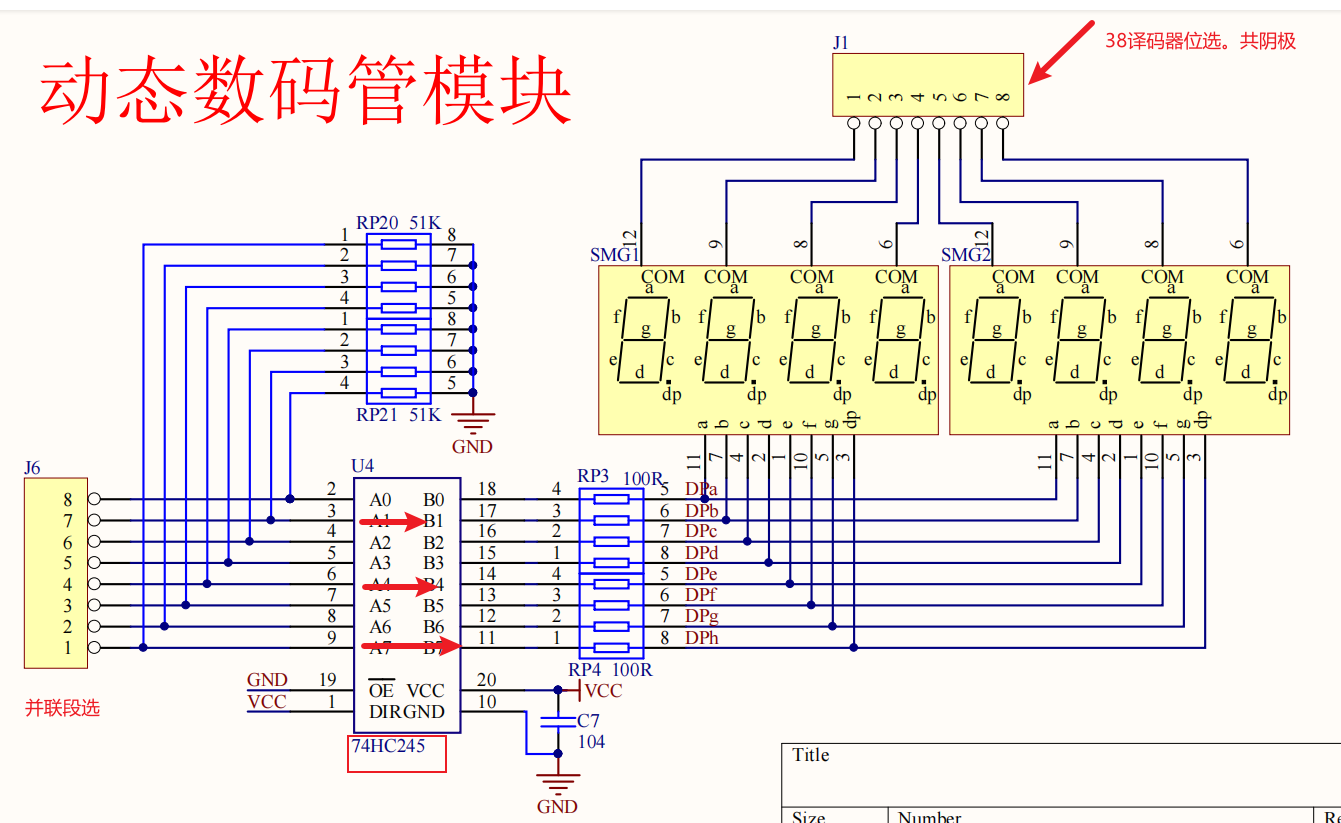 动态数码管模块
J1
38译码器位选。共阴极
1 2 3 4 5 6 7 8
RP20 51K
1 8
2 7
3 6
4 5
1 8
2 7
3 6
4 5
RP21 51K
GND
SMG1 12 9 8 6
COM COM COM COM
a a a a
f b f b f b f b
g g g g
e c e c e c e c
d d d d
dp dp dp dp
a b c d e f g dp
11 7 4 2 1 10 5 3
SMG2 12 9 8 6
COM COM COM COM
a a a a
f b f b f b f b
g g g g
e c e c e c e c
d d d d
dp dp dp dp
a b c d e f g dp
11 7 4 2 1 10 5 3
J6
8
7
6
5
4
3
2
1
并联段选
U4
2 A0 B0 18
3 A1 B1 17
4 A2 B2 16
5 A3 B3 15
6 A4 B4 14
7 A5 B5 13
8 A6 B6 12
9 A7 B7 11
GND 19 OE VCC 20
VCC 1 DIR GND 10
74HC245
RP3 100R
4 5 DPa
3 6 DPb
2 7 DPc
1 8 DPd
4 5 DPe
3 6 DPf
2 7 DPg
1 8 DPh
RP4 100R
VCC
C7
104
GND
Title
Size Number Re